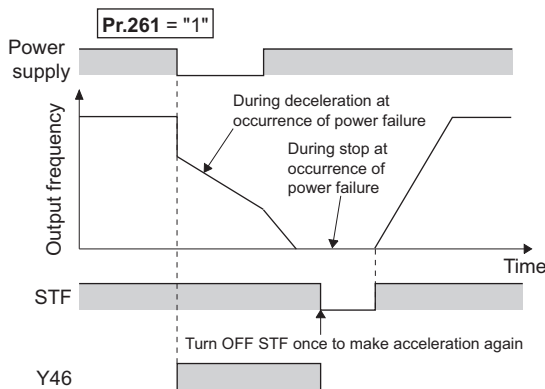 Pr.261 = "1"
Power
supply
During deceleration at
occurrence of power failure
During stop at
occurrence of
power failure
Output frequency
Time
STF
Turn OFF STF once to make acceleration again
Y46